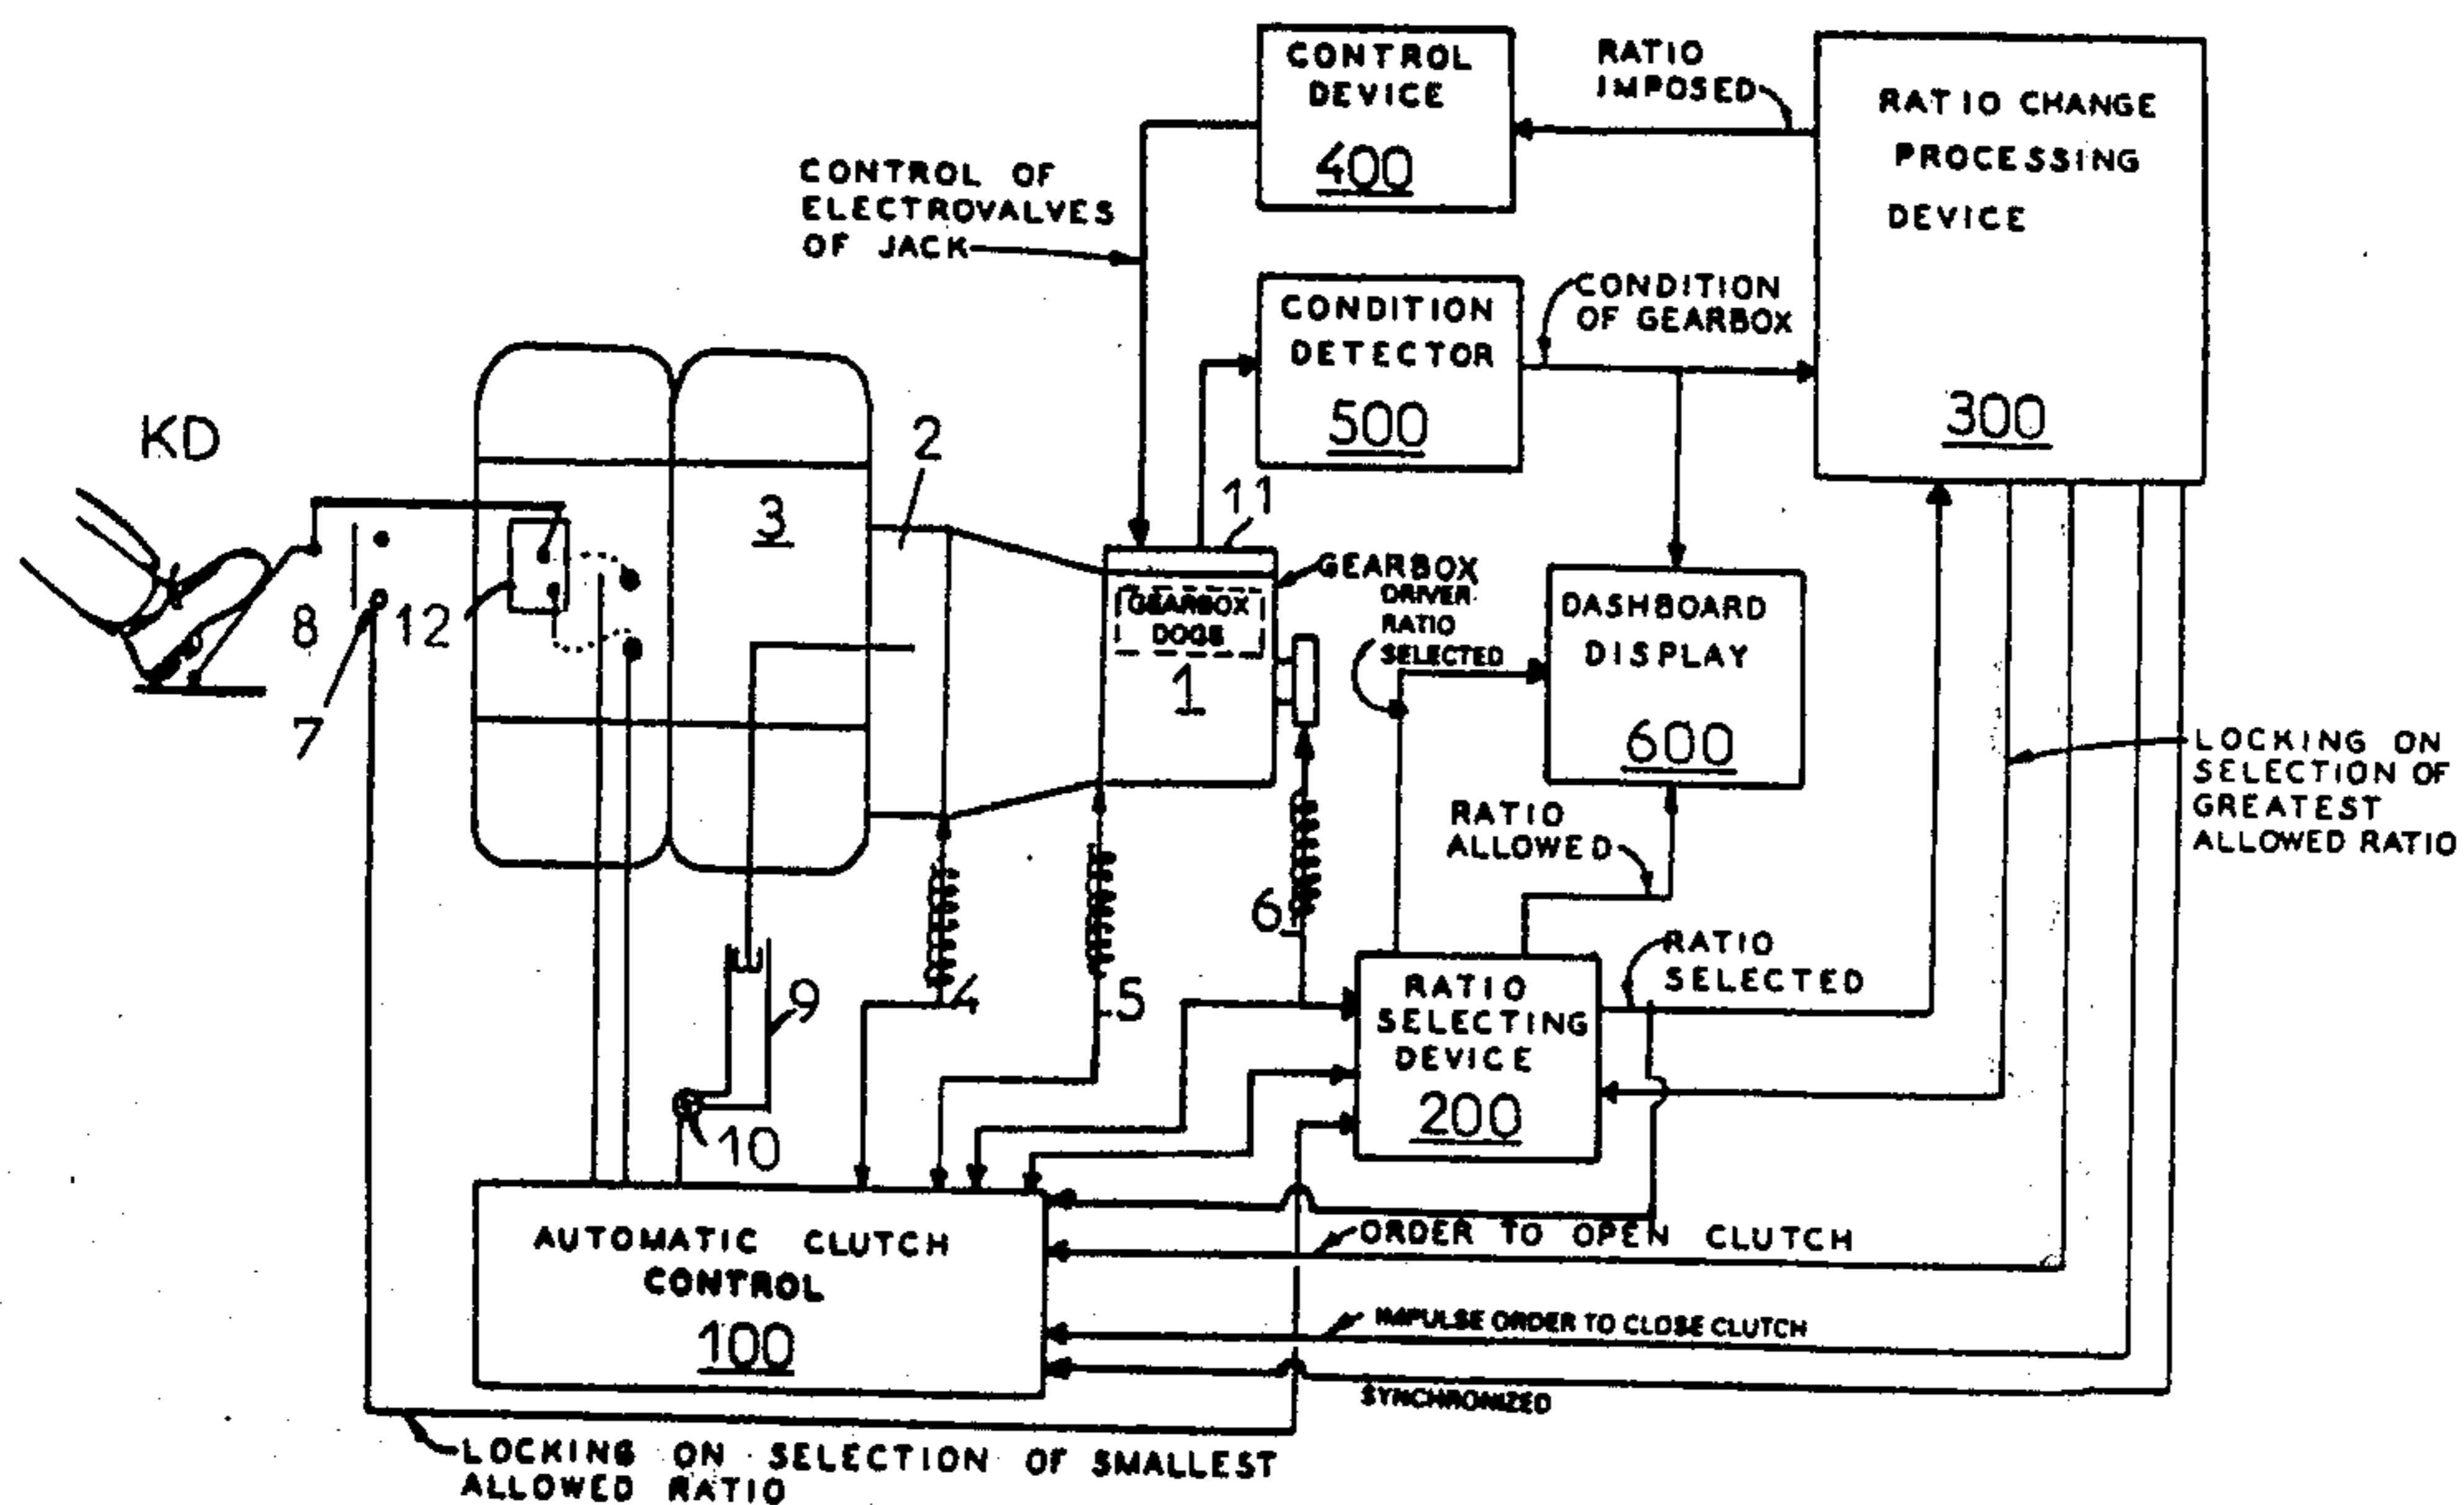 CONTROL
DEVICE
400
RATIO
IMPOSED
RATIO CHANGE
PROCESSING
DEVICE
300
CONTROL OF
ELECTROVALVES
OF JACK
CONDITION
DETECTOR
500
CONDITION
OF GEARBOX
KD
2
3
11
GEARBOX
GEARBOX
DOGS
1
DRIVER
RATIO
SELECTED
DASHBOARD
DISPLAY
600
8
12
7
LOCKING ON
SELECTION OF
GREATEST
ALLOWED RATIO
RATIO
ALLOWED
6
RATIO
SELECTED
9
4
5
RATIO
SELECTING
DEVICE
200
10
AUTOMATIC CLUTCH
CONTROL
100
ORDER TO OPEN CLUTCH
IMPULSE ORDER TO CLOSE CLUTCH
SYNCHRONIZED
LOCKING ON SELECTION OF SMALLEST
ALLOWED RATIO